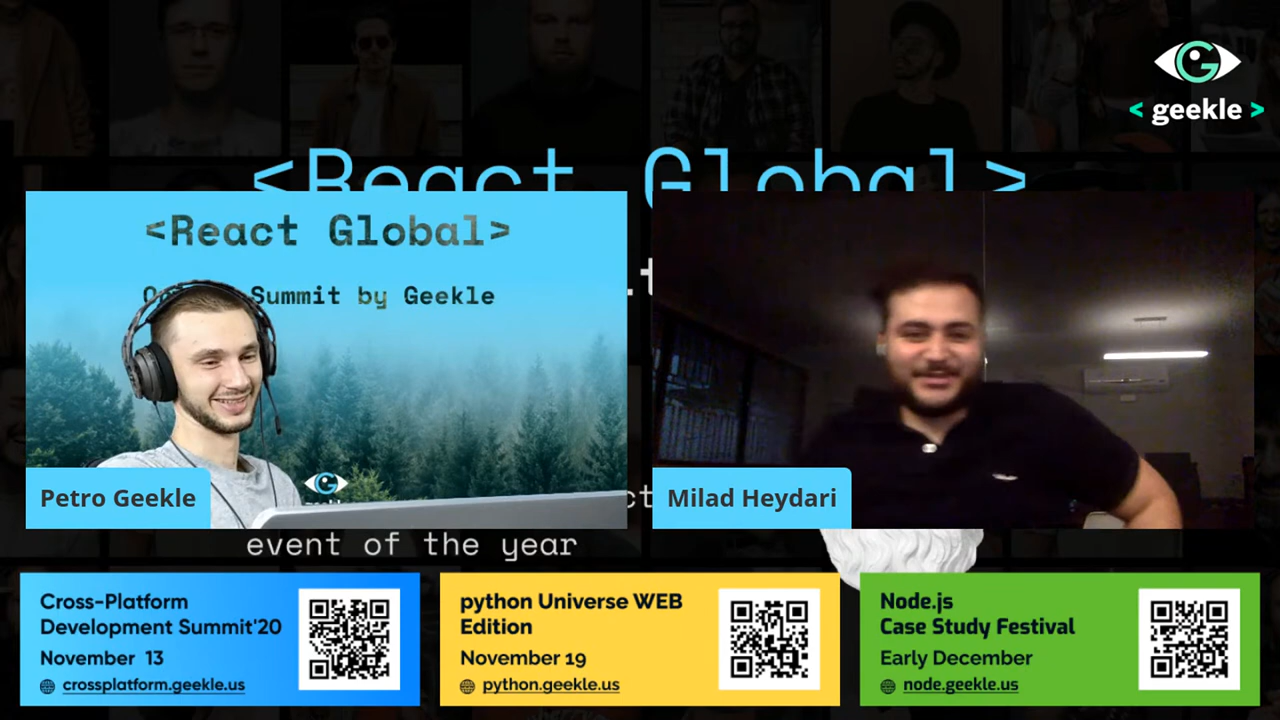 < geekle >
<React Global>
<React Global>
Summit by Geekle
Petro Geekle
Milad Heydari
event of the year
Cross-Platform
Development Summit'20
November 13
crossplatform.geekle.us
python Universe WEB
Edition
November 19
python.geekle.us
Node.js
Case Study Festival
Early December
node.geekle.us